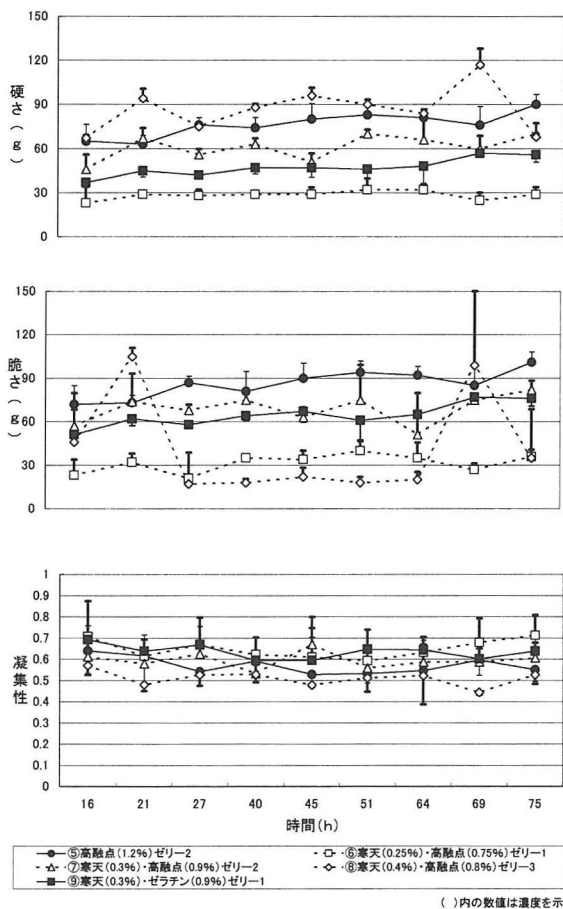 150
120
90
60
30
0
硬さ(g)
150
120
90
60
30
0
脆さ(g)
1
0.9
0.8
0.7
0.6
0.5
0.4
0.3
0.2
0.1
0
凝集性
16 21 27 40 45 51 64 69 75
時間(h)
⑤高融点(1.2%)ゼリー2
⑥寒天(0.25%)・高融点(0.75%)ゼリー1
⑦寒天(0.3%)・高融点(0.9%)ゼリー2
⑧寒天(0.4%)・高融点(0.8%)ゼリー3
⑨寒天(0.3%)・ゼラチン(0.9%)ゼリー1
( )内の数値は濃度を示